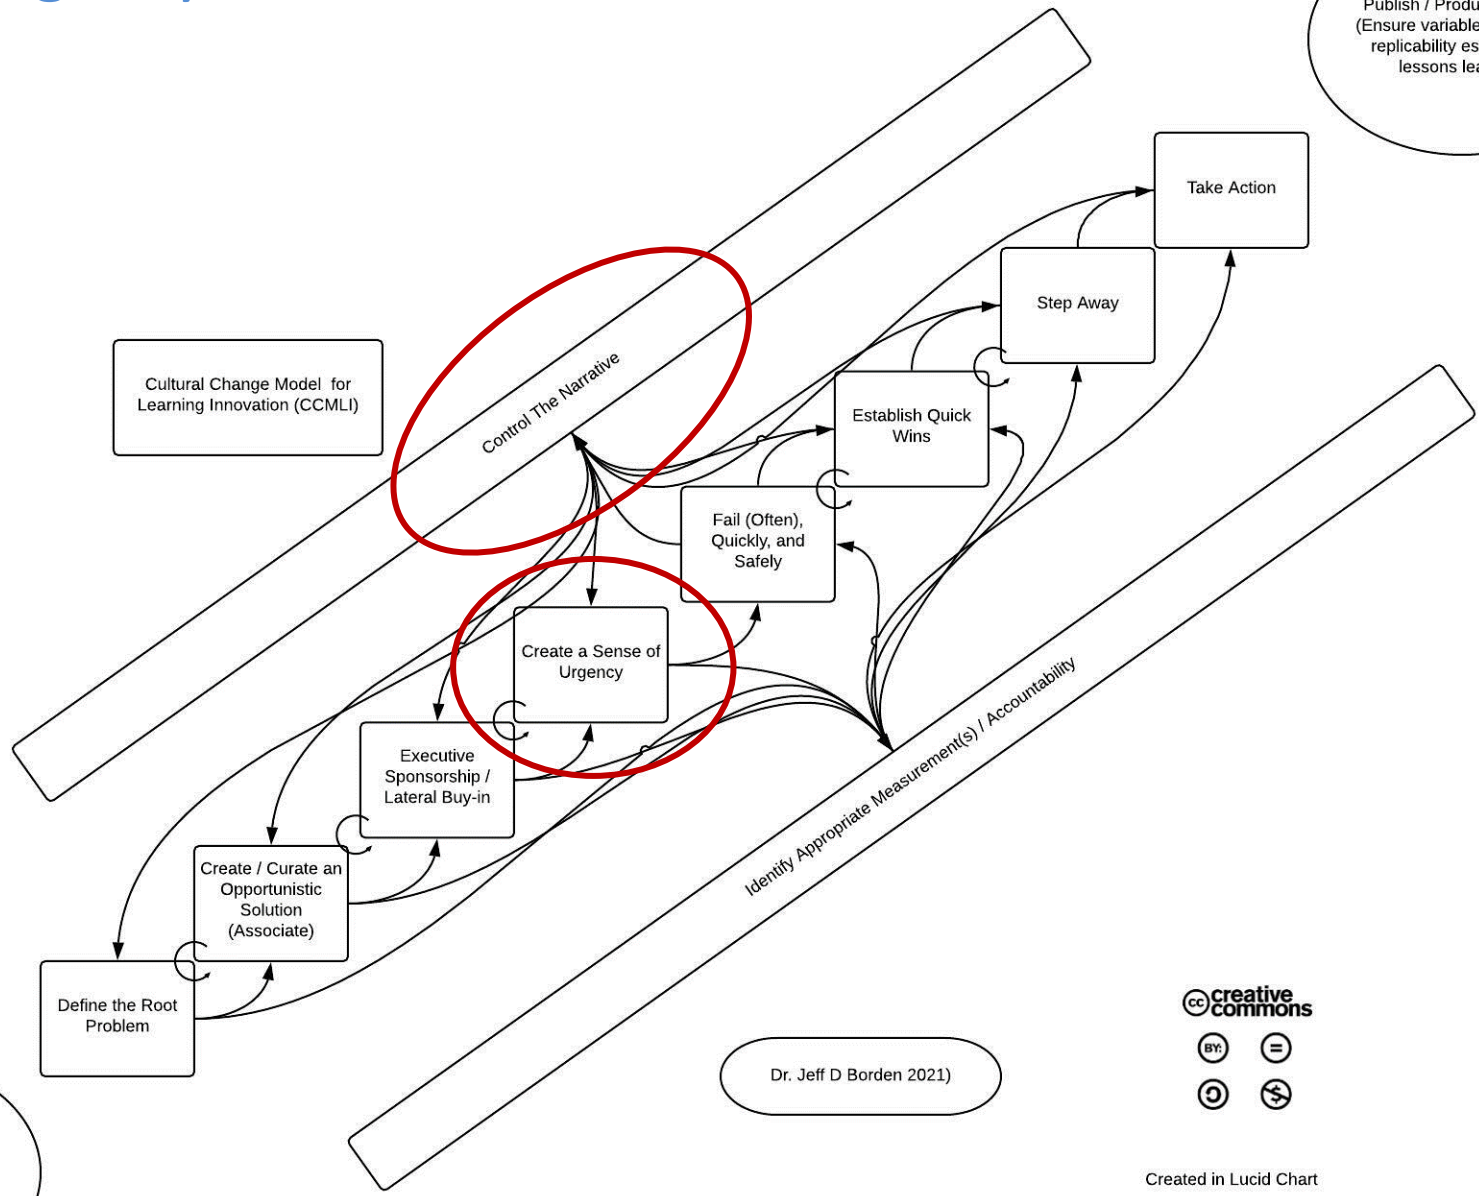 Publish / Produ
(Ensure variable
replicability es
lessons lea
Take Action
Step Away
Control The Narrative
Cultural Change Model for
Learning Innovation (CCMLI)
Establish Quick
Wins
Fail (Often),
Quickly, and
Safely
Create a Sense of
Urgency
Identify Appropriate Measurement(s) / Accountability
Executive
Sponsorship /
Lateral Buy-in
Create / Curate an
Opportunistic
Solution
(Associate)
Define the Root
Problem
Dr. Jeff D Borden 2021)
cc creative
commons
BY:
Created in Lucid Chart